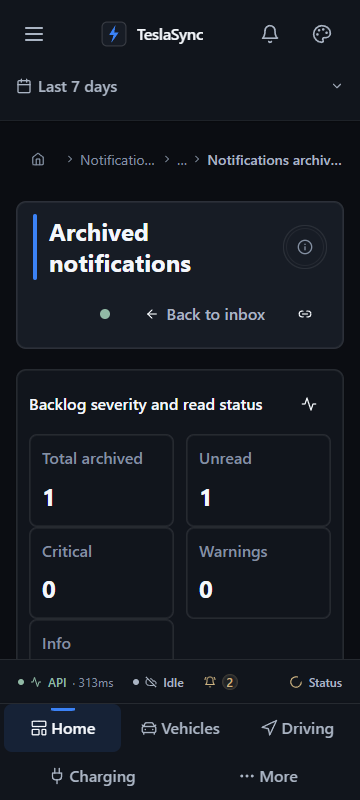 TeslaSync
Last 7 days
Notificatio... > ... > Notifications archiv...
Archived
notifications
← Back to inbox
Backlog severity and read status
Total archived
1
Unread
1
Critical
0
Warnings
0
Info
API · 313ms
Idle
2
Status
Home
Vehicles
Driving
Charging
More